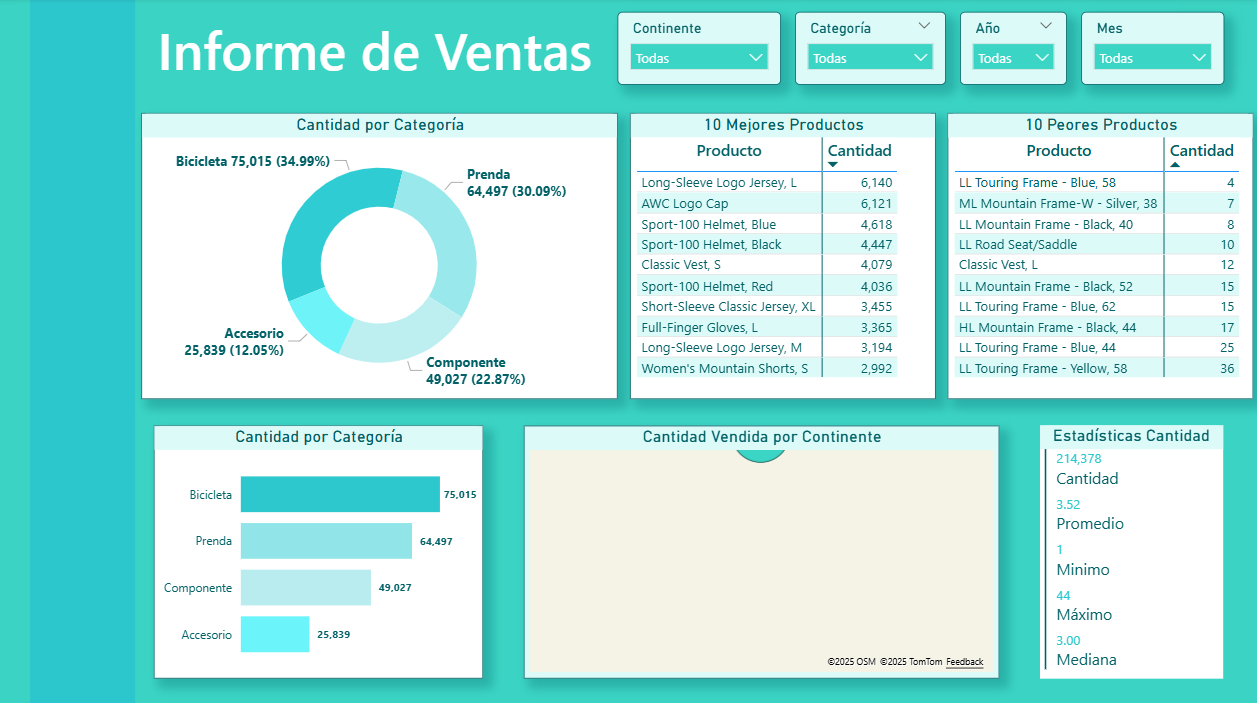 Informe de Ventas
Continente
Todas
Categoría
Todas
Año
Todas
Mes
Todas
Cantidad por Categoría
Bicicleta 75,015 (34.99%)
Prenda
64,497 (30.09%)
Accesorio
25,839 (12.05%)
Componente
49,027 (22.87%)
10 Mejores Productos
Producto Cantidad
Long-Sleeve Logo Jersey, L 6,140
AWC Logo Cap 6,121
Sport-100 Helmet, Blue 4,618
Sport-100 Helmet, Black 4,447
Classic Vest, S 4,079
Sport-100 Helmet, Red 4,036
Short-Sleeve Classic Jersey, XL 3,455
Full-Finger Gloves, L 3,365
Long-Sleeve Logo Jersey, M 3,194
Women's Mountain Shorts, S 2,992
10 Peores Productos
Producto Cantidad
LL Touring Frame - Blue, 58 4
ML Mountain Frame-W - Silver, 38 7
LL Mountain Frame - Black, 40 8
LL Road Seat/Saddle 10
Classic Vest, L 12
LL Mountain Frame - Black, 52 15
LL Touring Frame - Blue, 62 15
HL Mountain Frame - Black, 44 17
LL Touring Frame - Blue, 44 25
LL Touring Frame - Yellow, 58 36
Cantidad por Categoría
Bicicleta 75,015
Prenda 64,497
Componente 49,027
Accesorio 25,839
Cantidad Vendida por Continente
©2025 OSM ©2025 TomTom Feedback
Estadísticas Cantidad
214,378
Cantidad
3.52
Promedio
1
Minimo
44
Máximo
3.00
Mediana